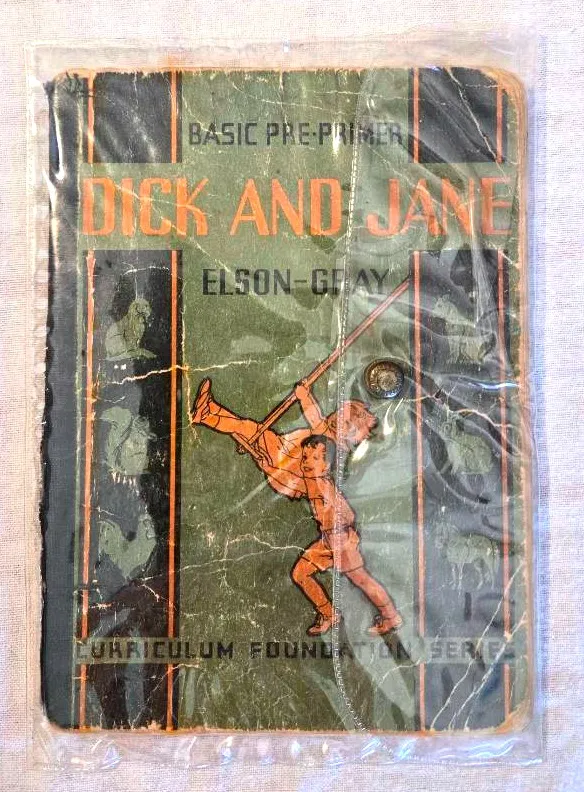 BASIC PRE-PRIMER
DICK AND JANE
ELSON-GRAY
CURRICULUM FOUNDATION SERIES